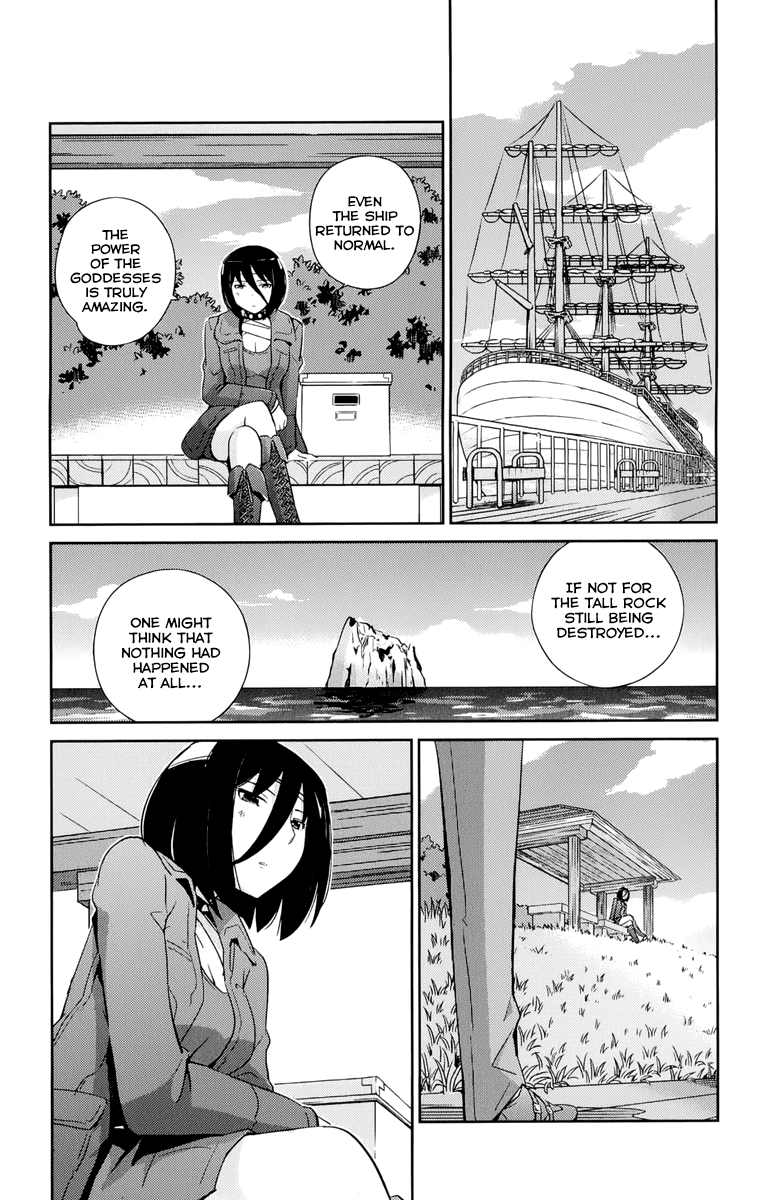 EVEN
THE SHIP
RETURNED TO
NORMAL.
THE
POWER
OF THE
GODDESSES
IS TRULY
AMAZING.
IF NOT FOR
THE TALL ROCK
STILL BEING
DESTROYED...
ONE MIGHT
THINK THAT
NOTHING HAD
HAPPENED
AT ALL...